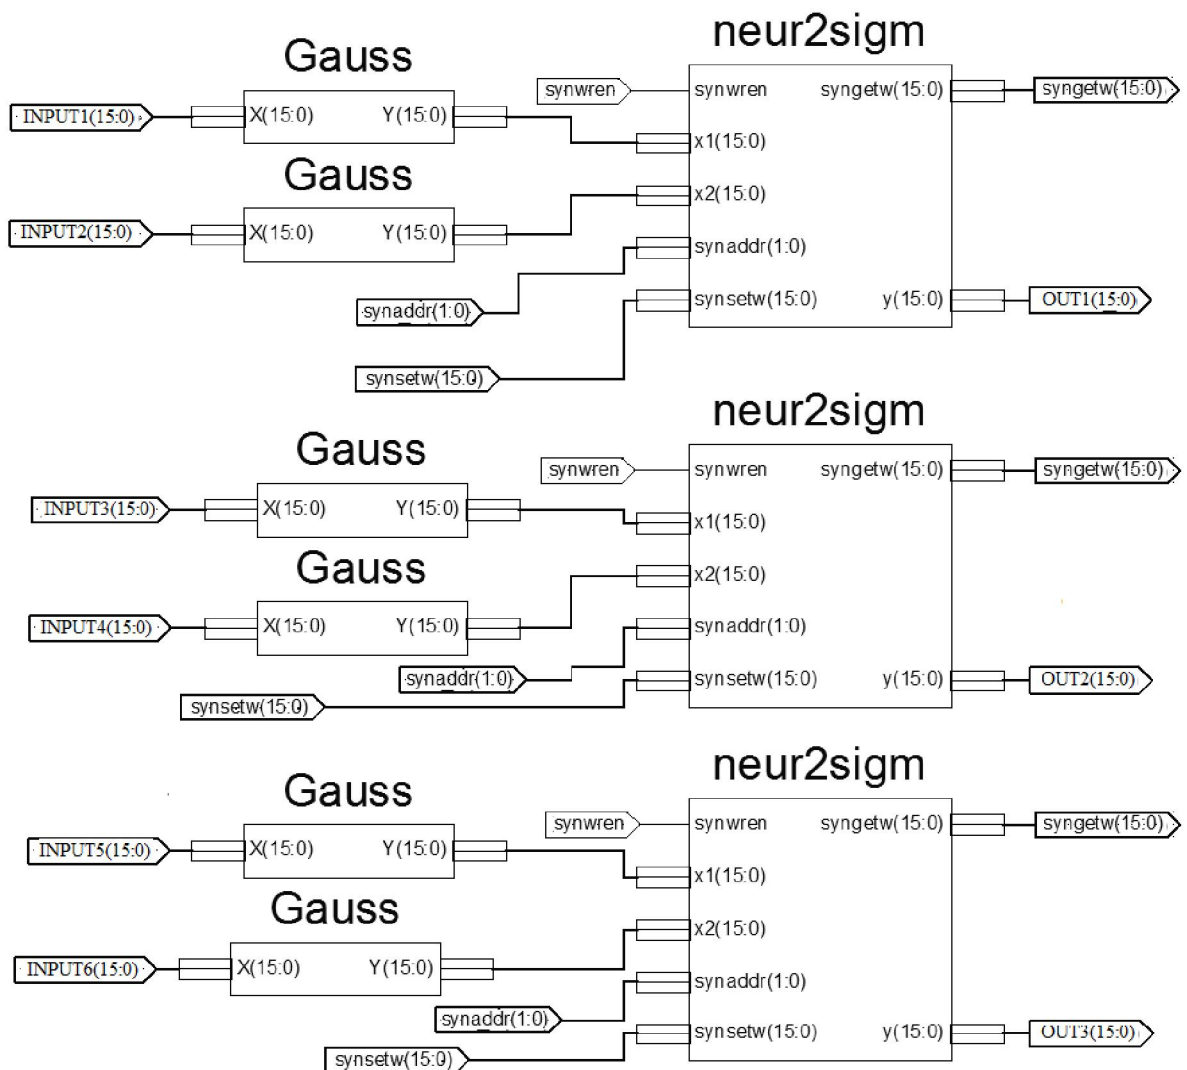 neur2sigm
Gauss
synwren
synwren
syngetw(15:0)
syngetw(15:0)
INPUT1(15:0)
X(15:0)
Y(15:0)
x1(15:0)
Gauss
x2(15:0)
INPUT2(15:0)
X(15:0)
Y(15:0)
synaddr(1:0)
synaddr(1:0)
synsetw(15:0)
y(15:0)
OUT1(15:0)
synsetw(15:0)
neur2sigm
Gauss
synwren
synwren
syngetw(15:0)
syngetw(15:0)
INPUT3(15:0)
X(15:0)
Y(15:0)
x1(15:0)
Gauss
x2(15:0)
INPUT4(15:0)
X(15:0)
Y(15:0)
synaddr(1:0)
synaddr(1:0)
synsetw(15:0)
y(15:0)
OUT2(15:0)
synsetw(15:0)
neur2sigm
Gauss
synwren
synwren
syngetw(15:0)
syngetw(15:0)
INPUT5(15:0)
X(15:0)
Y(15:0)
x1(15:0)
Gauss
x2(15:0)
INPUT6(15:0)
X(15:0)
Y(15:0)
synaddr(1:0)
synaddr(1:0)
synsetw(15:0)
y(15:0)
OUT3(15:0)
synsetw(15:0)